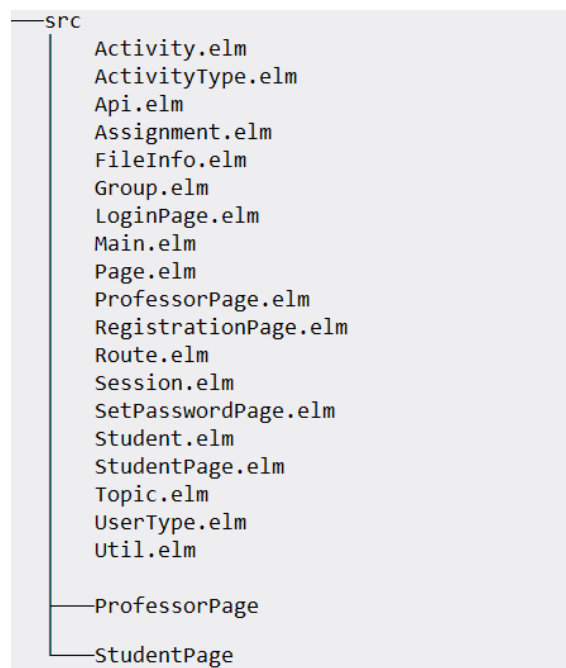 src
Activity.elm
ActivityType.elm
Api.elm
Assignment.elm
FileInfo.elm
Group.elm
LoginPage.elm
Main.elm
Page.elm
ProfessorPage.elm
RegistrationPage.elm
Route.elm
Session.elm
SetPasswordPage.elm
Student.elm
StudentPage.elm
Topic.elm
UserType.elm
Util.elm
ProfessorPage
StudentPage